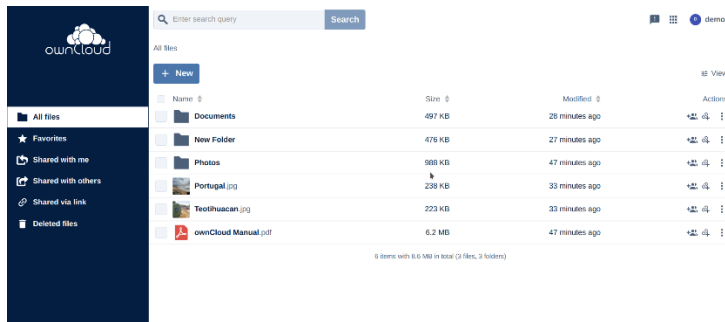 ownCloud
Enter search query Search
demo
All files
+ New
View
Name Size Modified Actions
All files
Documents 497 KB 28 minutes ago
Favorites
New Folder 476 KB 27 minutes ago
Shared with me
Photos 988 KB 47 minutes ago
Shared with others
Portugal.jpg 238 KB 33 minutes ago
Shared via link
Teotihuacan.jpg 223 KB 33 minutes ago
Deleted files
ownCloud Manual.pdf 6.2 MB 47 minutes ago
6 items with 8.6 MB in total (3 files, 3 folders)